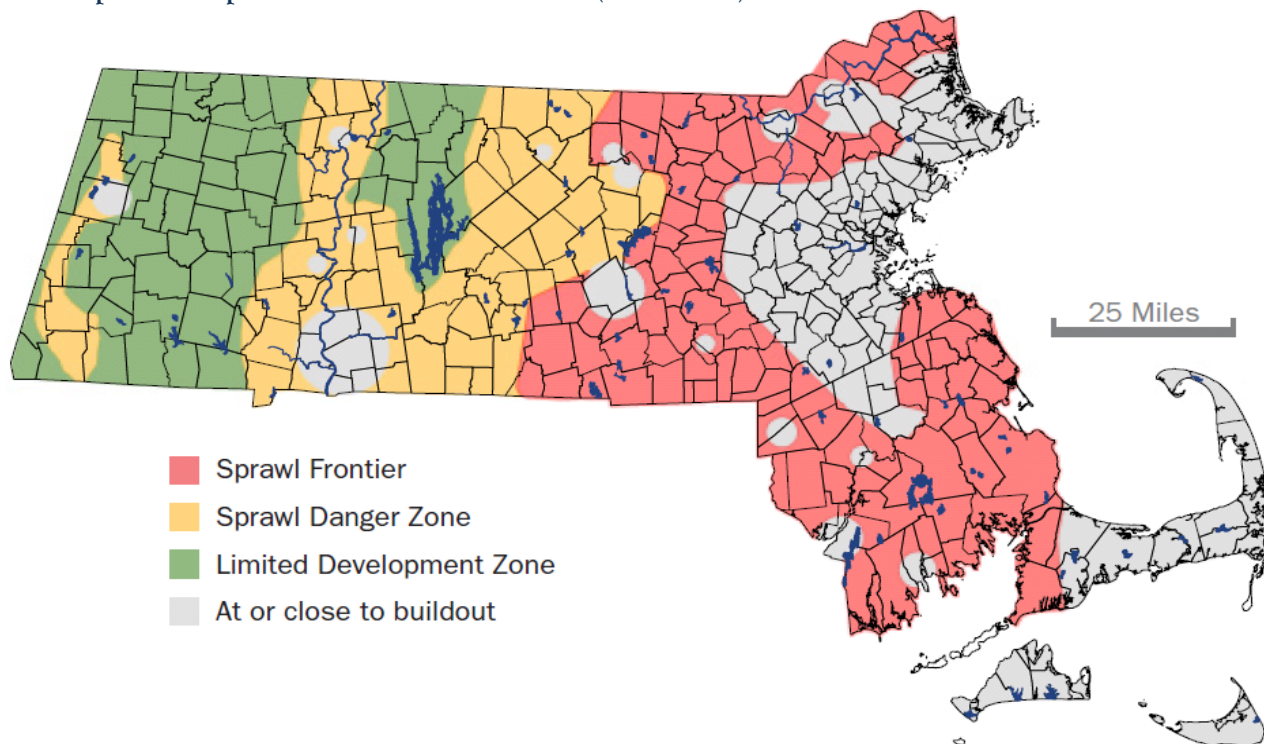 25 Miles
Sprawl Frontier
Sprawl Danger Zone
Limited Development Zone
At or close to buildout